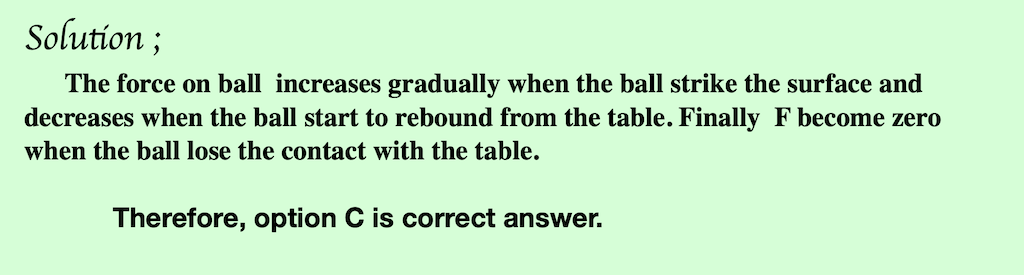 Solution ;
The force on ball increases gradually when the ball strike the surface and
decreases when the ball start to rebound from the table. Finally F become zero
when the ball lose the contact with the table.
Therefore, option C is correct answer.